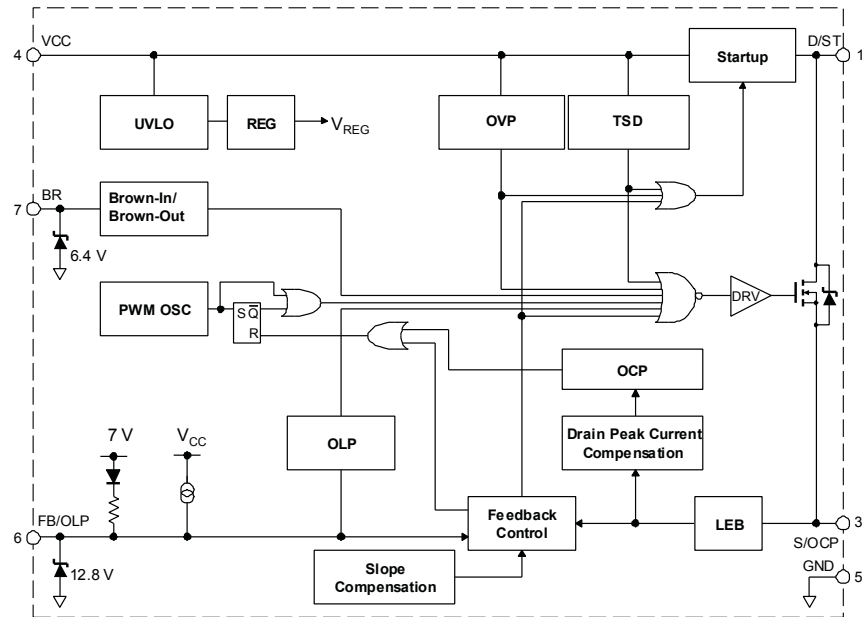 VCC
D/ST
4
1
Startup
UVLO
REG
VREG
OVP
TSD
BR
7
Brown-In/
Brown-Out
6.4 V
PWM OSC
S Q̅
R
DRV
OCP
7 V
VCC
OLP
Drain Peak Current
Compensation
FB/OLP
6
Feedback
Control
LEB
3
S/OCP
12.8 V
Slope
Compensation
GND
5